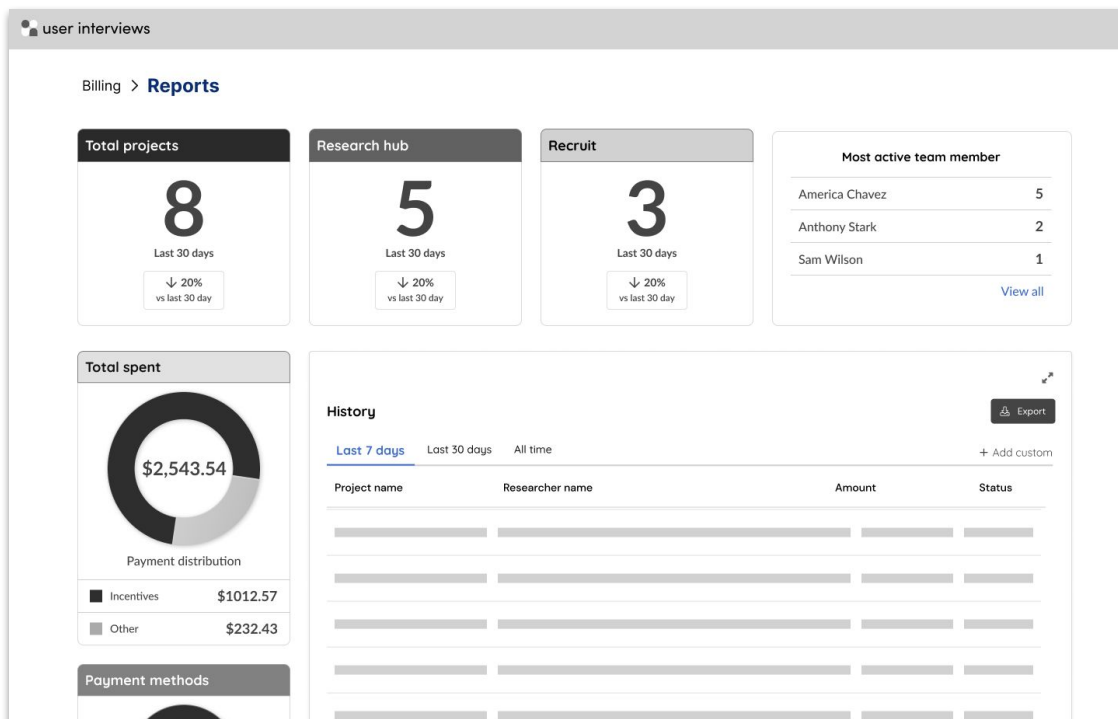 user interviews
Billing > Reports
Total projects
8
Last 30 days
↓ 20%
vs last 30 day
Research hub
5
Last 30 days
↓ 20%
vs last 30 day
Recruit
3
Last 30 days
↓ 20%
vs last 30 day
Most active team member
America Chavez 5
Anthony Stark 2
Sam Wilson 1
View all
Total spent
$2,543.54
Payment distribution
Incentives $1012.57
Other $232.43
Payment methods
History
Export
Last 7 days Last 30 days All time + Add custom
Project name Researcher name Amount Status